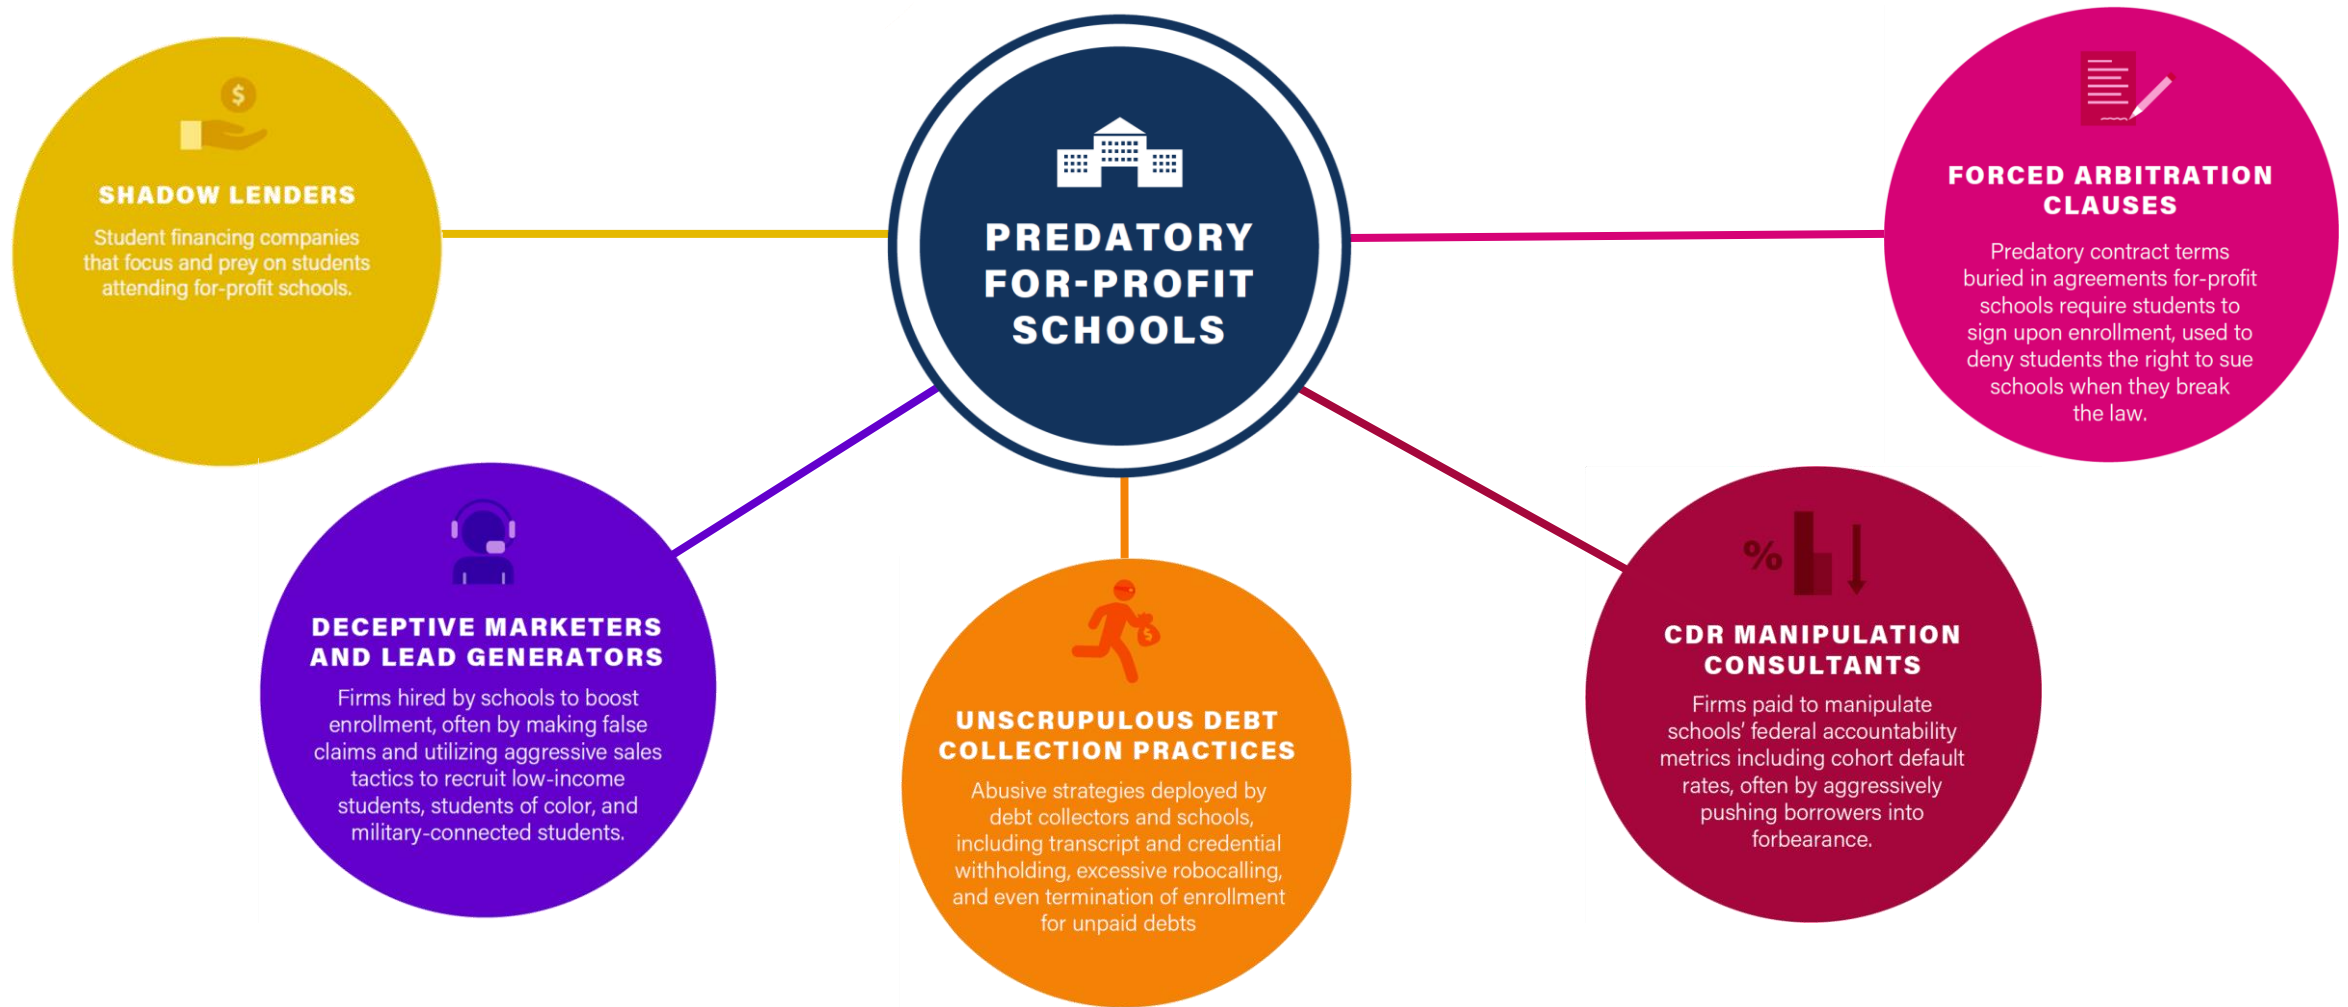 SHADOW LENDERS
Student financing companies
that focus and prey on students
attending for-profit schools.
PREDATORY
FOR-PROFIT
SCHOOLS
FORCED ARBITRATION
CLAUSES
Predatory contract terms
buried in agreements for-profit
schools require students to
sign upon enrollment, used to
deny students the right to sue
schools when they break
the law.
DECEPTIVE MARKETERS
AND LEAD GENERATORS
Firms hired by schools to boost
enrollment, often by making false
claims and utilizing aggressive sales
tactics to recruit low-income
students, students of color, and
military-connected students.
UNSCRUPULOUS DEBT
COLLECTION PRACTICES
Abusive strategies deployed by
debt collectors and schools,
including transcript and credential
withholding, excessive robocalling,
and even termination of enrollment
for unpaid debts
%
CDR MANIPULATION
CONSULTANTS
Firms paid to manipulate
schools’ federal accountability
metrics including cohort default
rates, often by aggressively
pushing borrowers into
forbearance.
$
$